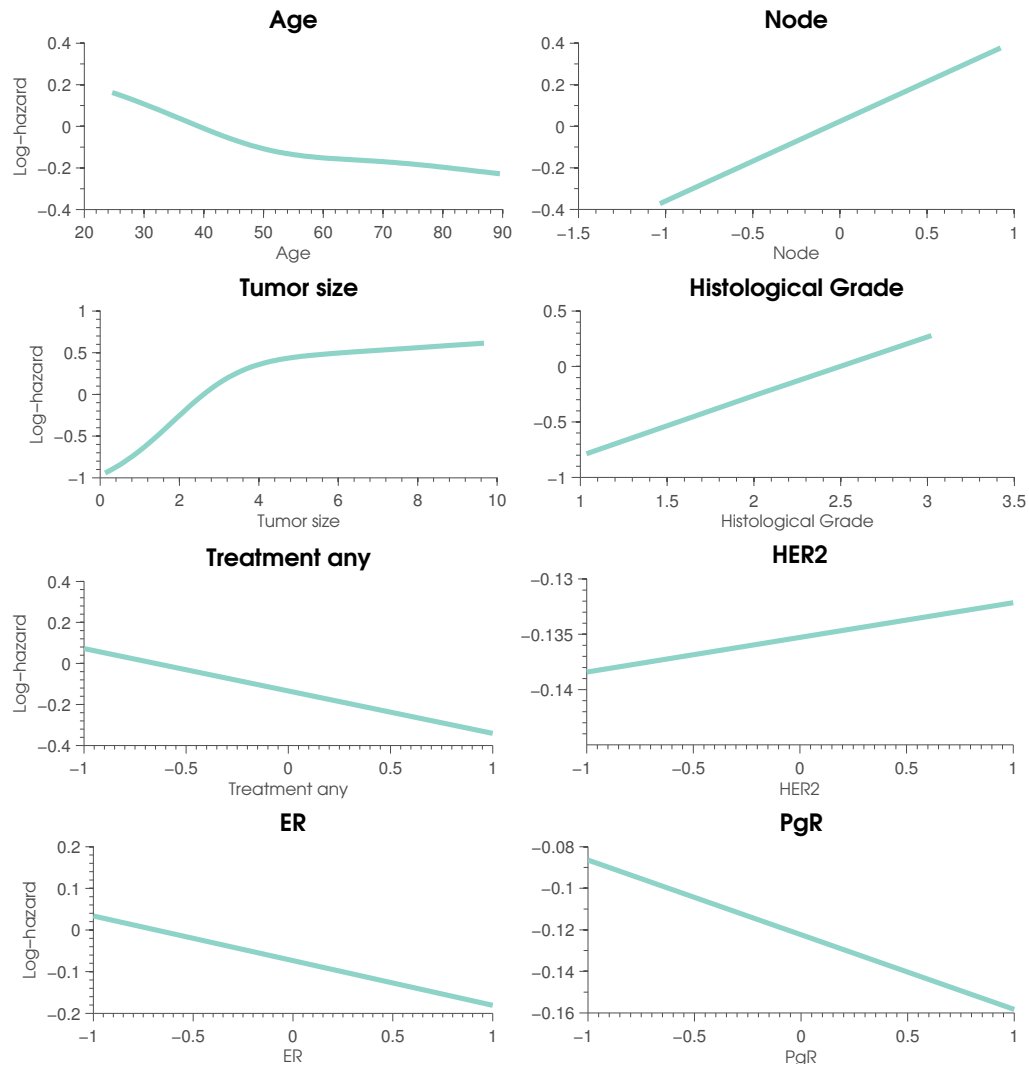 Age
0.4
0.2
0
−0.2
−0.4
Log−hazard
20 30 40 50 60 70 80 90
Age
Node
0.4
0.2
0
−0.2
−0.4
−1.5 −1 −0.5 0 0.5 1
Node
Tumor size
1
0.5
0
−0.5
−1
Log−hazard
0 2 4 6 8 10
Tumor size
Histological Grade
0.5
0
−0.5
−1
1 1.5 2 2.5 3 3.5
Histological Grade
Treatment any
0.4
0.2
0
−0.2
−0.4
Log−hazard
−1 −0.5 0 0.5 1
Treatment any
HER2
−0.13
−0.135
−0.14
−1 −0.5 0 0.5 1
HER2
ER
0.2
0.1
0
−0.1
−0.2
Log−hazard
−1 −0.5 0 0.5 1
ER
PgR
−0.08
−0.1
−0.12
−0.14
−0.16
−1 −0.5 0 0.5 1
PgR